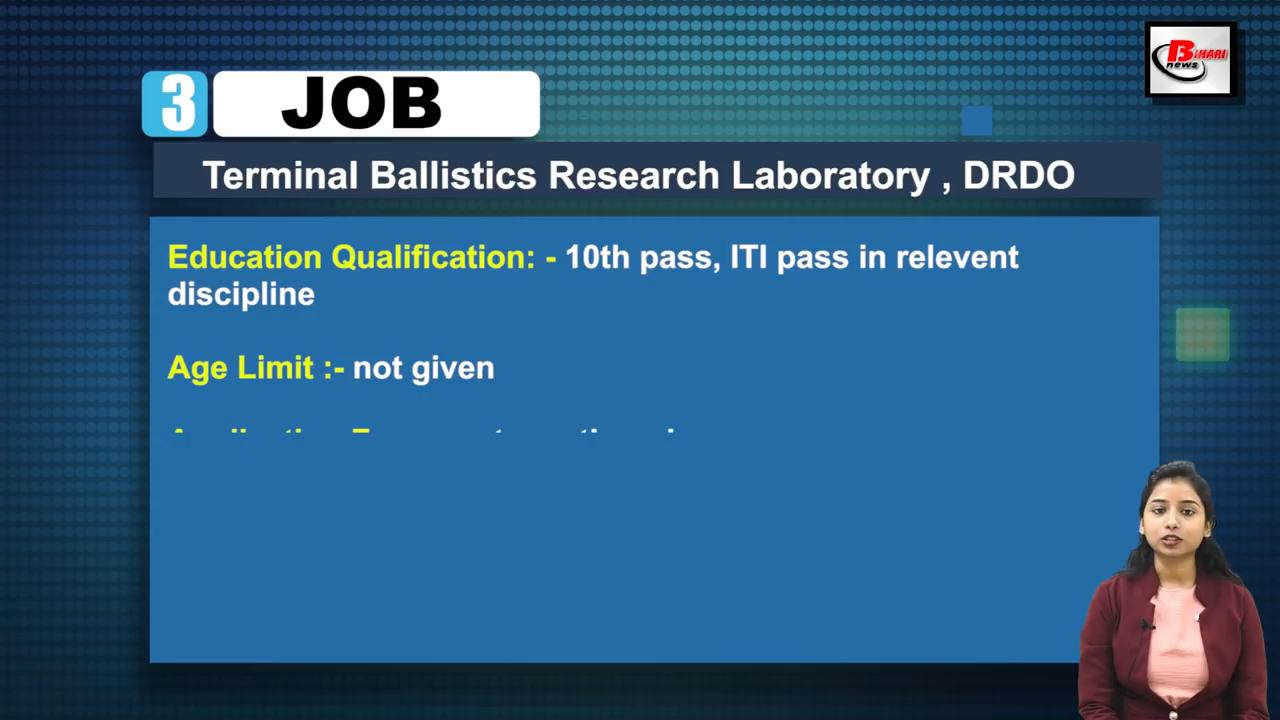 BIHARI
news
3 JOB
Terminal Ballistics Research Laboratory , DRDO
Education Qualification: - 10th pass, ITI pass in relevent
discipline
Age Limit :- not given